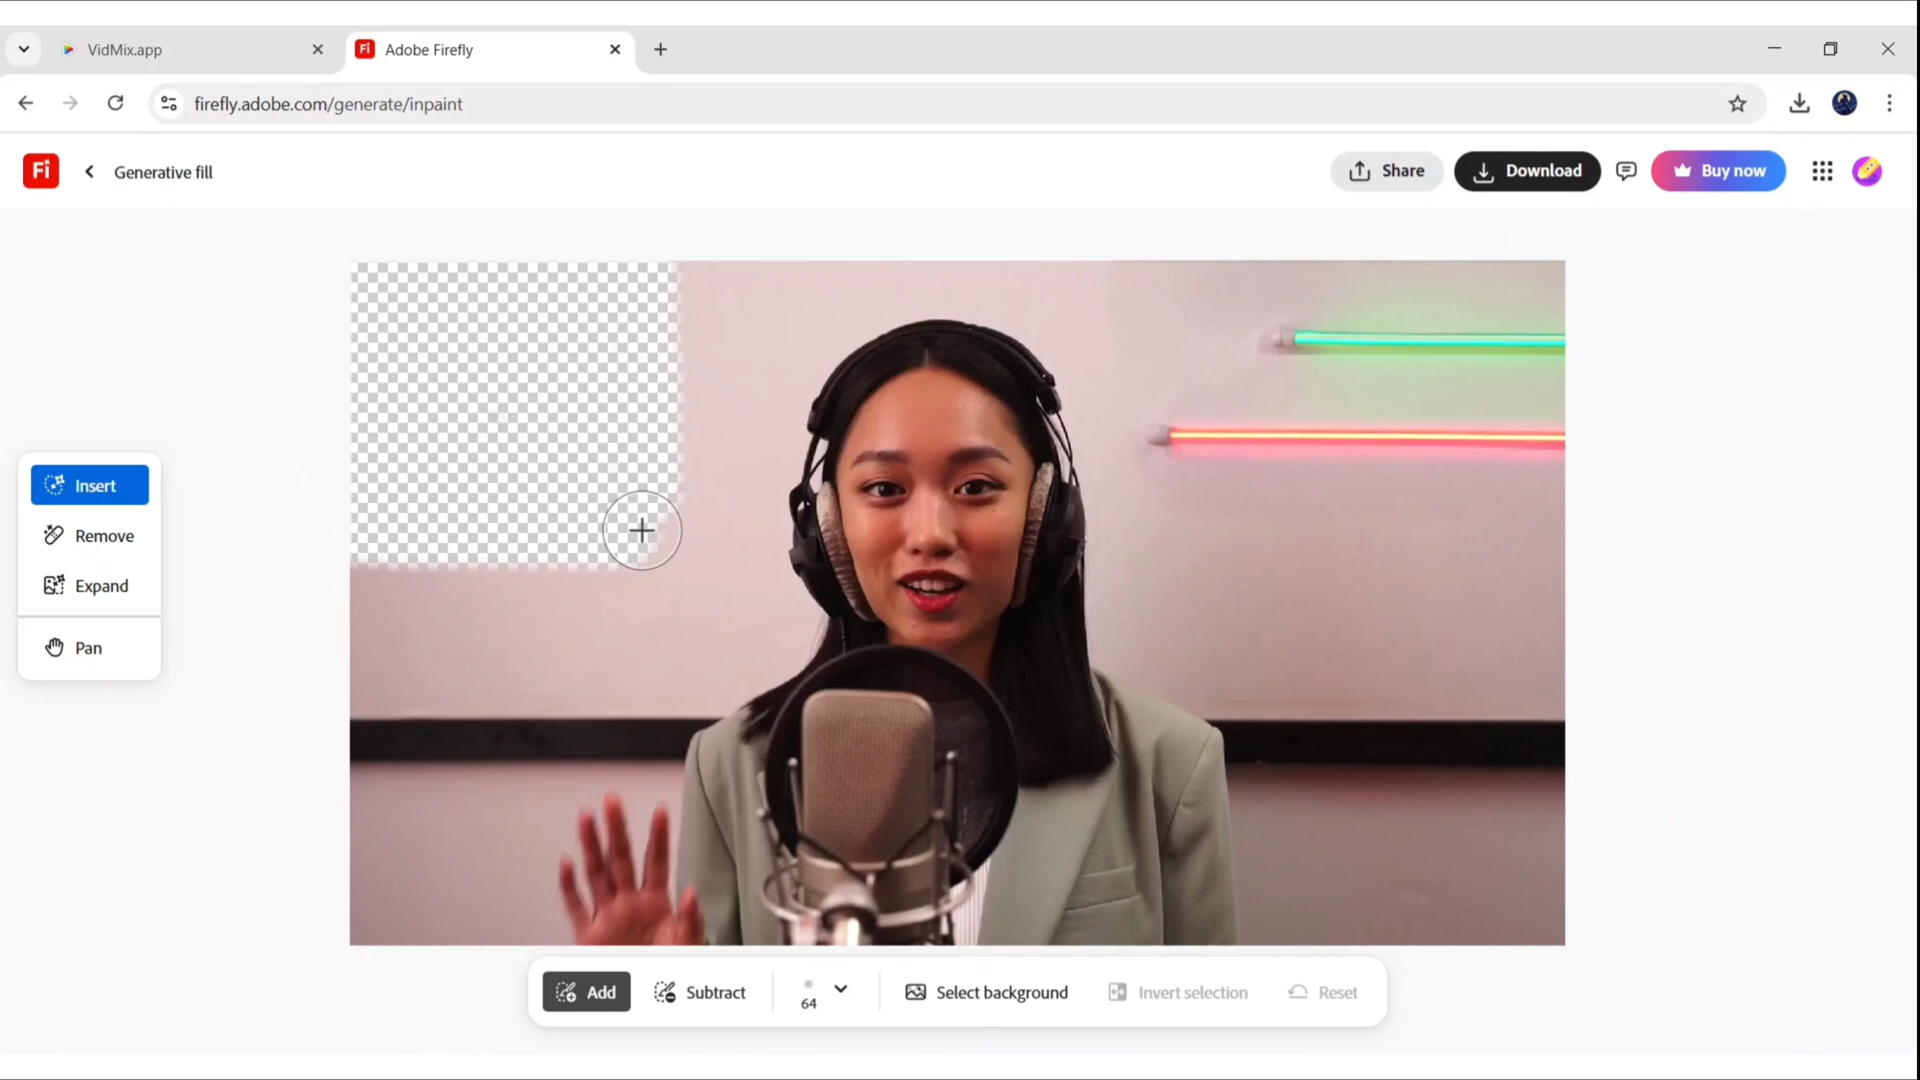 VidMix.app
Fi Adobe Firefly
firefly.adobe.com/generate/inpaint
Fi Generative fill
Share
Download
Buy now
Insert
Remove
Expand
Pan
Add
Subtract
64
Select background
Invert selection
Reset